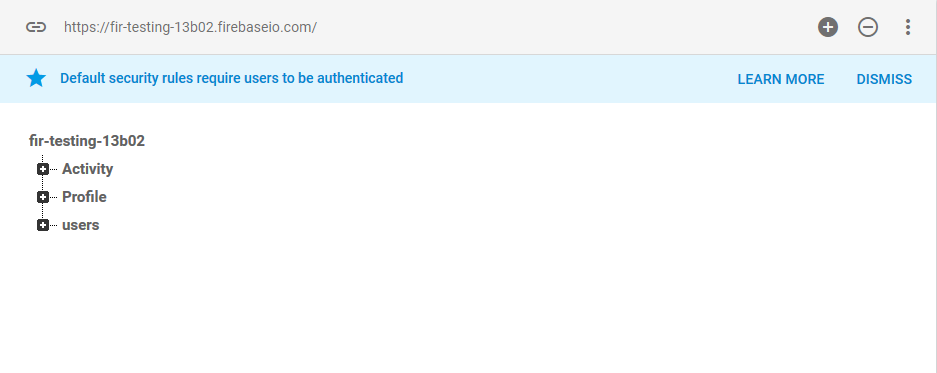 https://fir-testing-13b02.firebaseio.com/
Default security rules require users to be authenticated LEARN MORE DISMISS
fir-testing-13b02
Activity
Profile
users